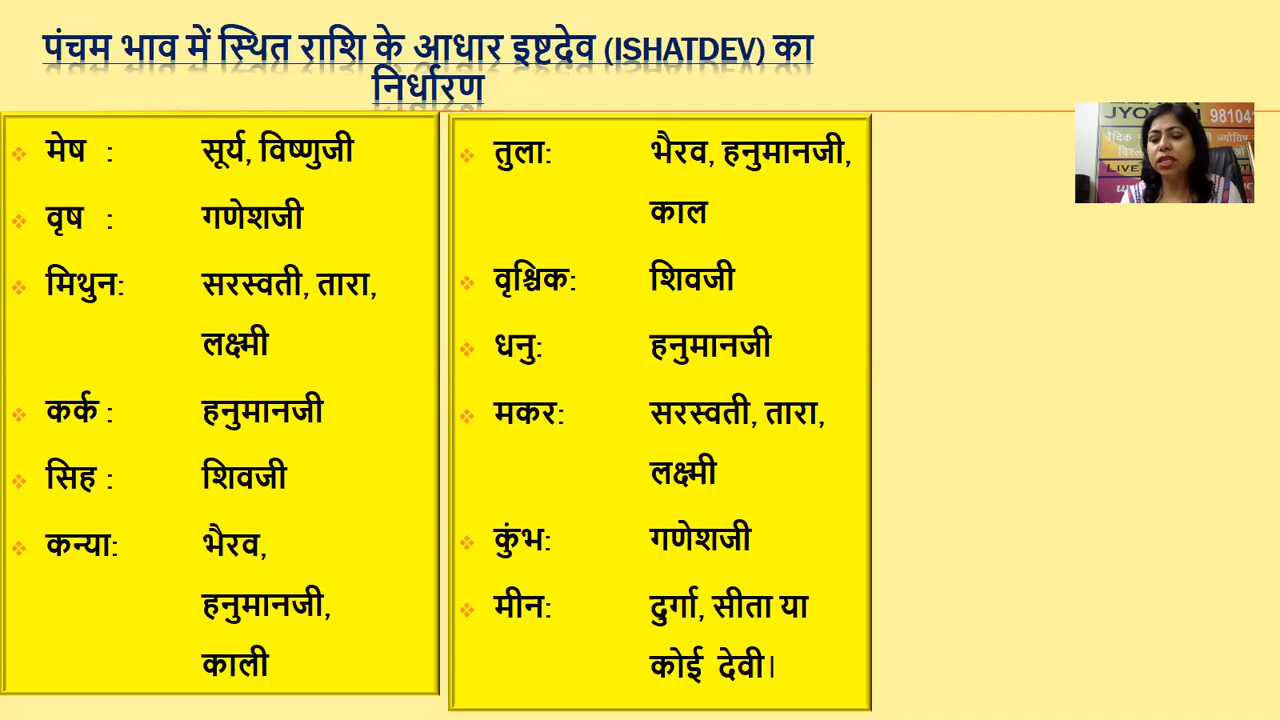 पंचम भाव में स्थित राशि के आधार इष्टदेव (ISHATDEV) का
निर्धारण
मेष : सूर्य, विष्णुजी
वृष : गणेशजी
मिथुन: सरस्वती, तारा,
लक्ष्मी
कर्क : हनुमानजी
सिह : शिवजी
कन्या: भैरव,
हनुमानजी,
काली
तुला: भैरव, हनुमानजी,
काल
वृश्चिक: शिवजी
धनु: हनुमानजी
मकर: सरस्वती, तारा,
लक्ष्मी
कुंभ: गणेशजी
मीन: दुर्गा, सीता या
कोई देवी।
JYO 98104
वैदिक ज्योतिष
LIVE